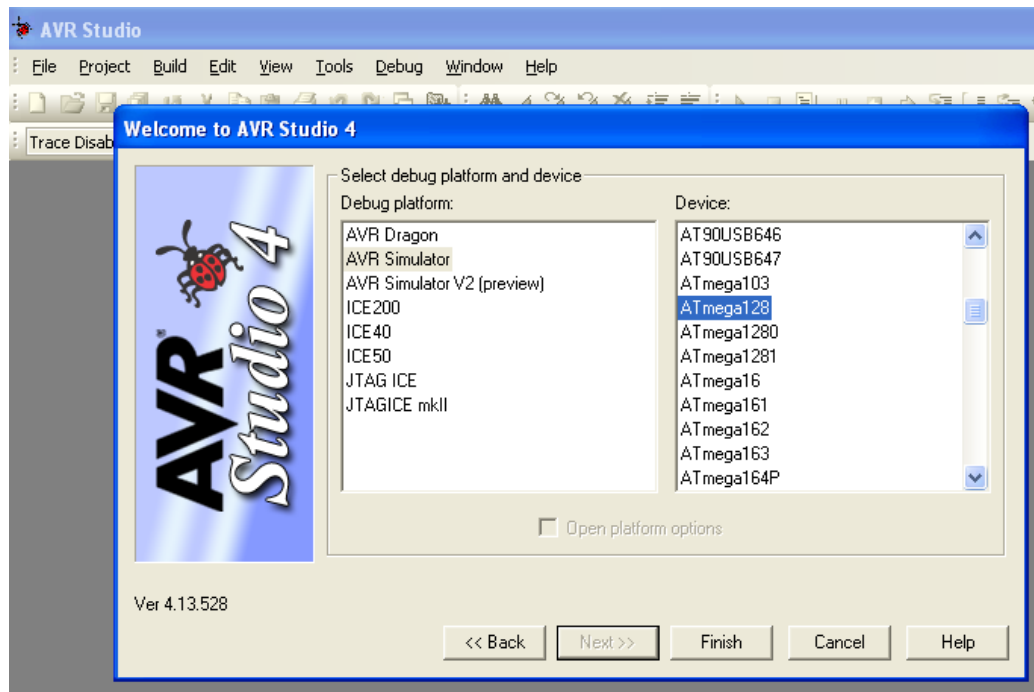 AVR Studio
File Project Build Edit View Tools Debug Window Help
Trace Disab
Welcome to AVR Studio 4
AVR Studio 4
Select debug platform and device
Debug platform:
AVR Dragon
AVR Simulator
AVR Simulator V2 (preview)
ICE200
ICE40
ICE50
JTAG ICE
JTAGICE mkII
Device:
AT90USB646
AT90USB647
ATmega103
ATmega128
ATmega1280
ATmega1281
ATmega16
ATmega161
ATmega162
ATmega163
ATmega164P
Open platform options
Ver 4.13.528
<< Back Next >> Finish Cancel Help